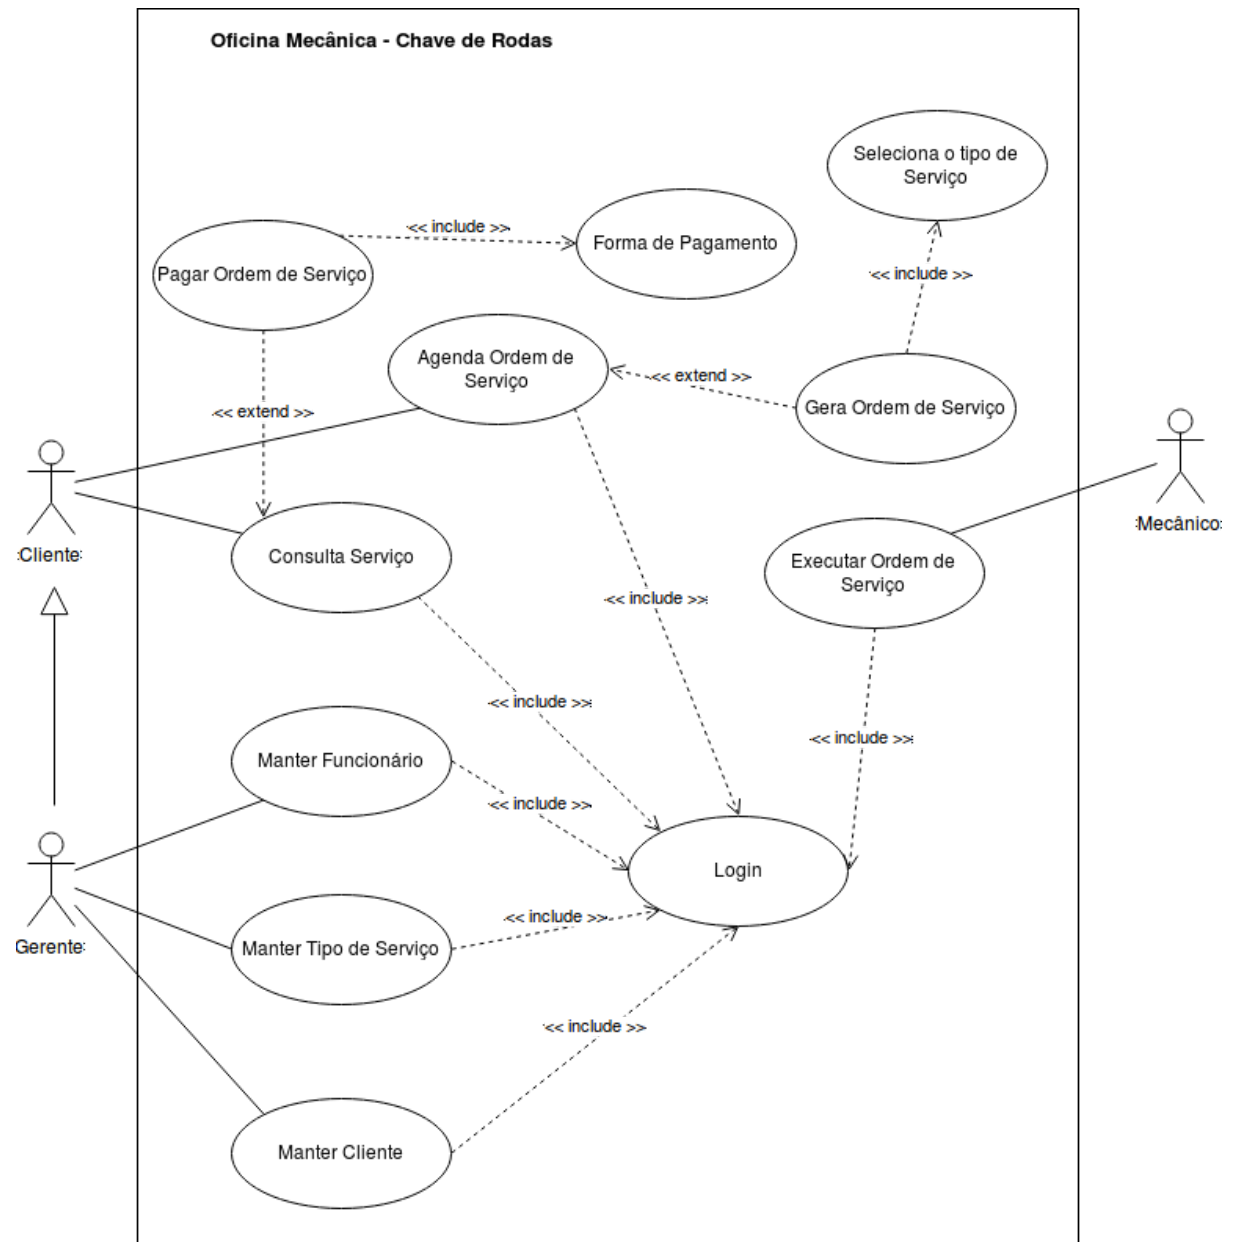 Oficina Mecânica - Chave de Rodas
Seleciona o tipo de
Serviço
<< include >>
Forma de Pagamento
Pagar Ordem de Serviço
<< include >>
Agenda Ordem de
Serviço
<< extend >>
Gera Ordem de Serviço
<< extend >>
Cliente
Mecânico
Consulta Serviço
Executar Ordem de
Serviço
<< include >>
<< include >>
<< include >>
Manter Funcionário
<< include >>
Login
Gerente
Manter Tipo de Serviço
<< include >>
<< include >>
Manter Cliente